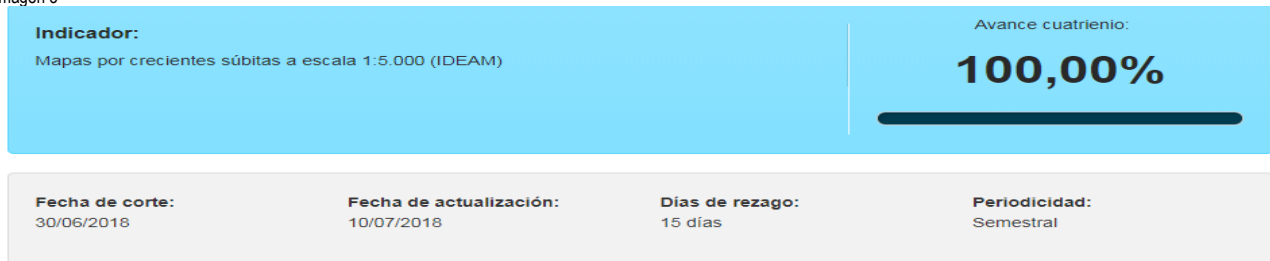 Indicador:
Mapas por crecientes súbitas a escala 1:5.000 (IDEAM)
Avance cuatrienio:
100,00%
Fecha de corte:
30/06/2018
Fecha de actualización:
10/07/2018
Días de rezago:
15 días
Periodicidad:
Semestral